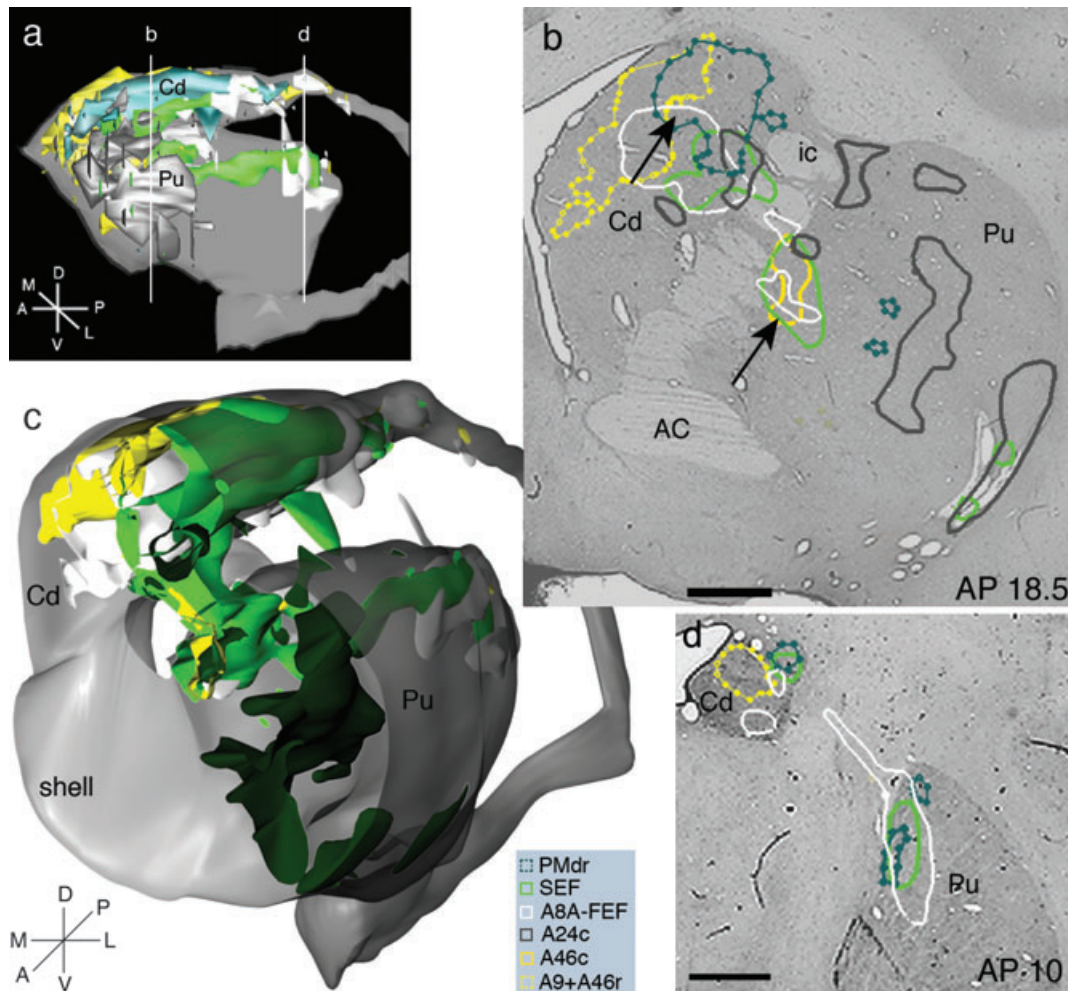 a
b
d
Cd
Pu
D
M
A
P
L
V
b
ic
Cd
Pu
AC
AP 18.5
c
Cd
Pu
shell
D
P
M
L
A
V
PMdr
SEF
A8A-FEF
A24c
A46c
A9+A46r
d
Cd
Pu
AP 10